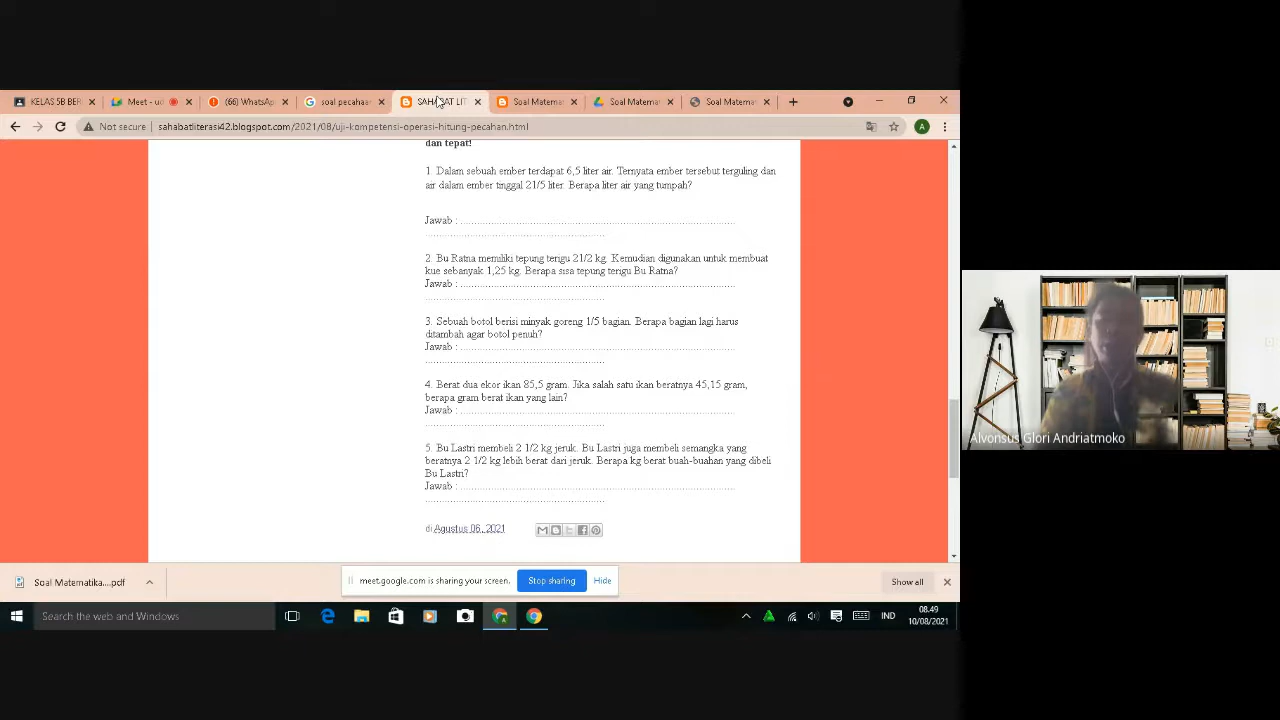 KELAS 5B BER
Meet - ud
(66) WhatsAp
soal pecahaan
SAHABAT LIT
Soal Matema
Soal Matema
Soal Matema
Not secure
sahabatliterasi42.blogspot.com/2021/08/uji-kompetensi-operasi-hitung-pecahan.html
A
dan tepat!
1. Dalam sebuah ember terdapat 6,5 liter air. Ternyata ember tersebut terguling dan
air dalam ember tinggal 21/5 liter. Berapa liter air yang tumpah?
Jawab : ................................................................................................
..................................................................
2. Bu Ratna memiliki tepung terigu 21/2 kg. Kemudian digunakan untuk membuat
kue sebanyak 1,25 kg. Berapa sisa tepung terigu Bu Ratna?
Jawab : ................................................................................................
..................................................................
3. Sebuah botol berisi minyak goreng 1/5 bagian. Berapa bagian lagi harus
ditambah agar botol penuh?
Jawab : ................................................................................................
..................................................................
4. Berat dua ekor ikan 85,5 gram. Jika salah satu ikan beratnya 45,15 gram,
berapa gram berat ikan yang lain?
Jawab : ................................................................................................
..................................................................
5. Bu Lastri membeli 2 1/2 kg jeruk. Bu Lastri juga membeli semangka yang
beratnya 2 1/2 kg lebih berat dari jeruk. Berapa kg berat buah-buahan yang dibeli
Bu Lastri?
Jawab : ................................................................................................
..................................................................
di Agustus 06, 2021
Alvonsus Glori Andriatmoko
Soal Matematika....pdf
meet.google.com is sharing your screen.
Stop sharing
Hide
Show all
Search the web and Windows
IND
08.49
10/08/2021